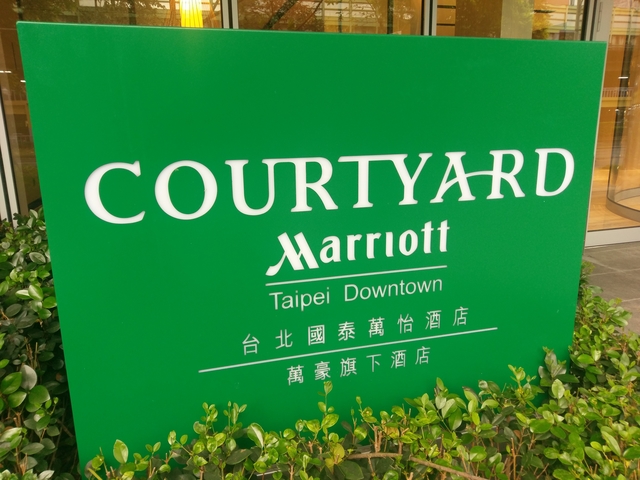 COURTYARD
Marriott
Taipei Downtown
台北國泰萬怡酒店
萬豪旗下酒店